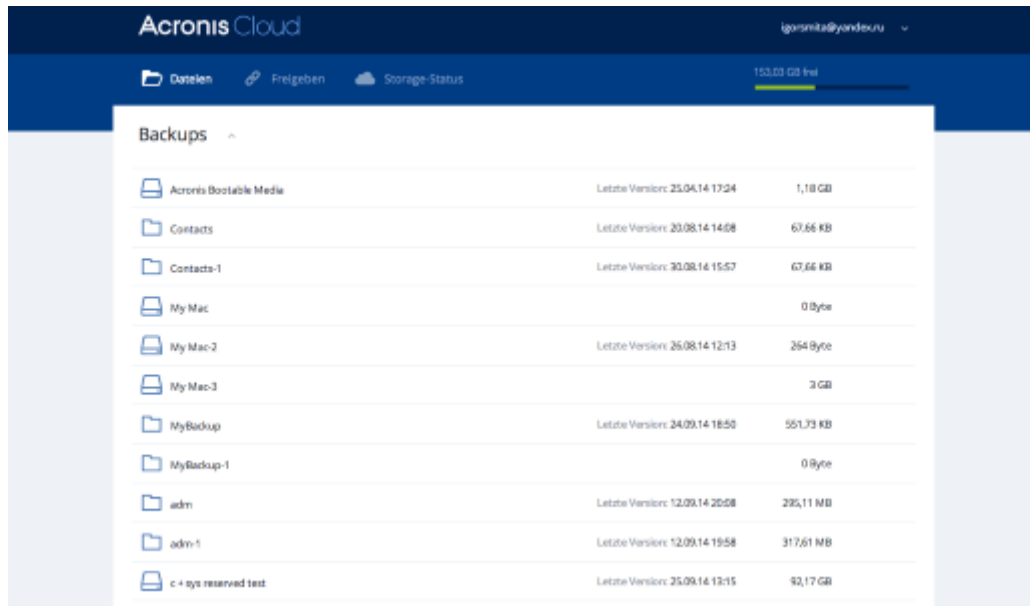 Acronis Cloud
igorsmita@yandex.ru
Dateien Freigeben Storage-Status
153,03 GB frei
Backups
Acronis Bootable Media Letzte Version: 25.04.14 17:24 1,18 GB
Contacts Letzte Version: 20.08.14 14:08 67,66 KB
Contacts-1 Letzte Version: 30.08.14 15:57 67,66 KB
My Mac 0 Byte
My Mac-2 Letzte Version: 26.08.14 12:13 264 Byte
My Mac-3 3 GB
MyBackup Letzte Version: 24.09.14 18:50 551,73 KB
MyBackup-1 0 Byte
adm Letzte Version: 12.09.14 20:08 295,11 MB
adm-1 Letzte Version: 12.09.14 19:58 317,61 MB
c + sys reserved test Letzte Version: 25.09.14 13:15 92,17 GB